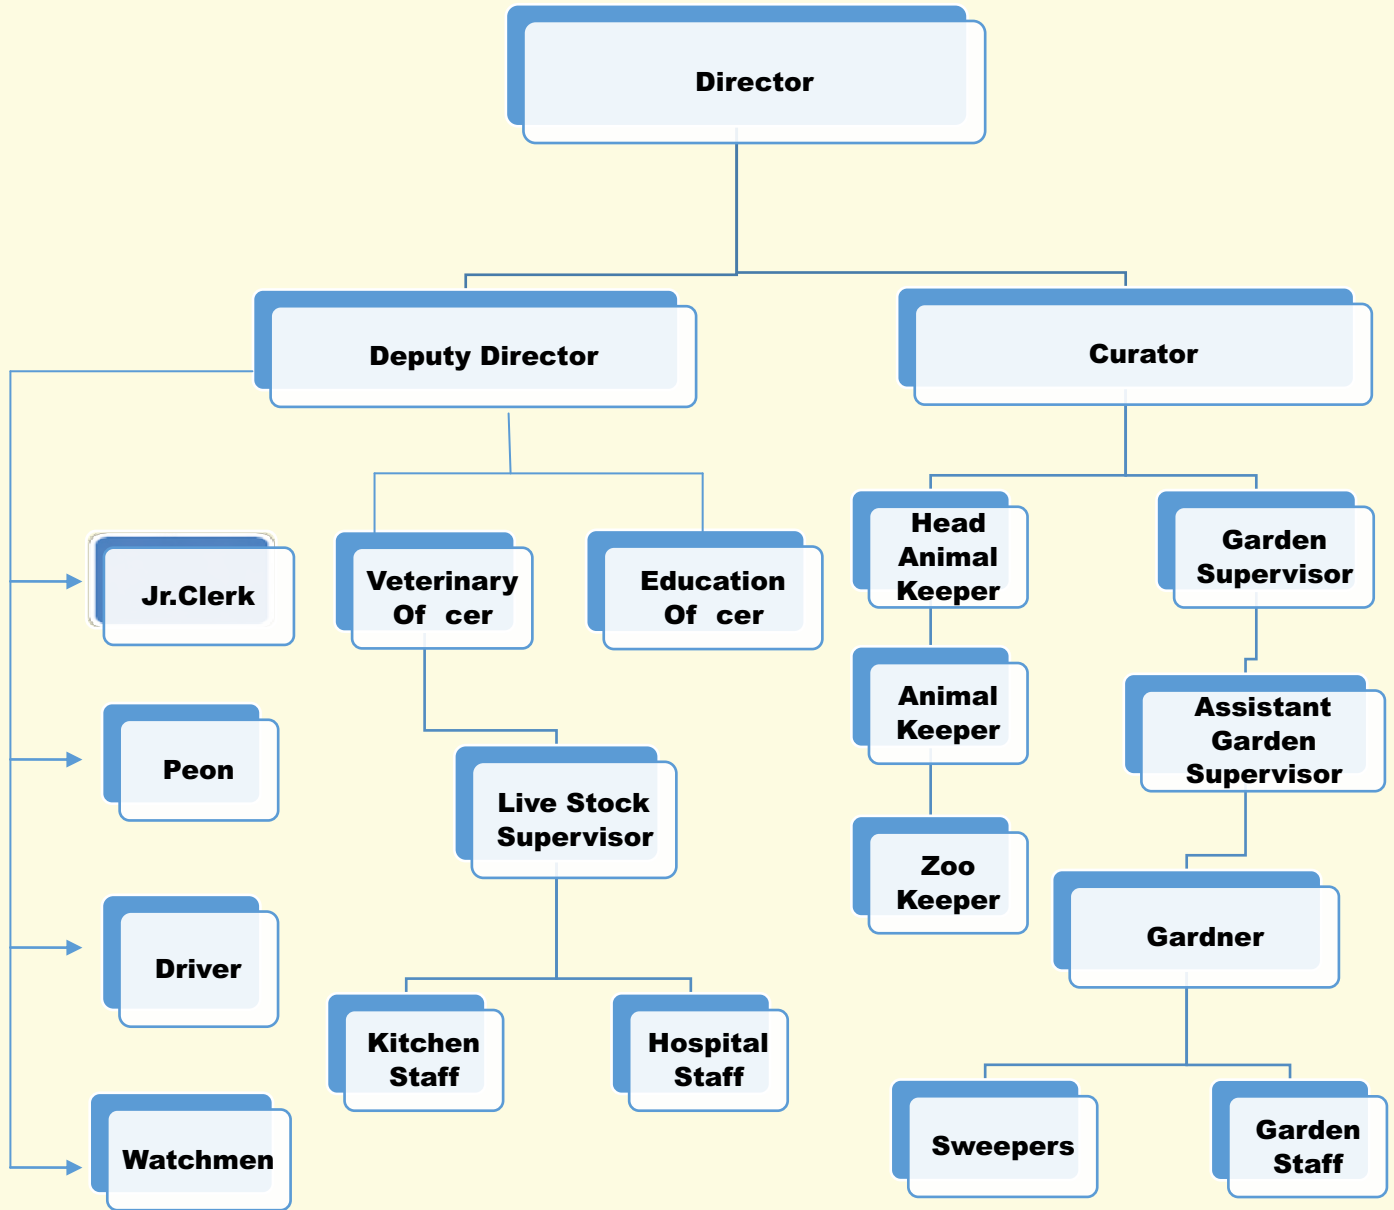 Director
Deputy Director
Curator
Head
Animal
Keeper
Garden
Supervisor
Jr.Clerk
Veterinary
Of cer
Education
Of cer
Animal
Keeper
Assistant
Garden
Supervisor
Peon
Live Stock
Supervisor
Zoo
Keeper
Gardner
Driver
Kitchen
Staff
Hospital
Staff
Watchmen
Sweepers
Garden
Staff